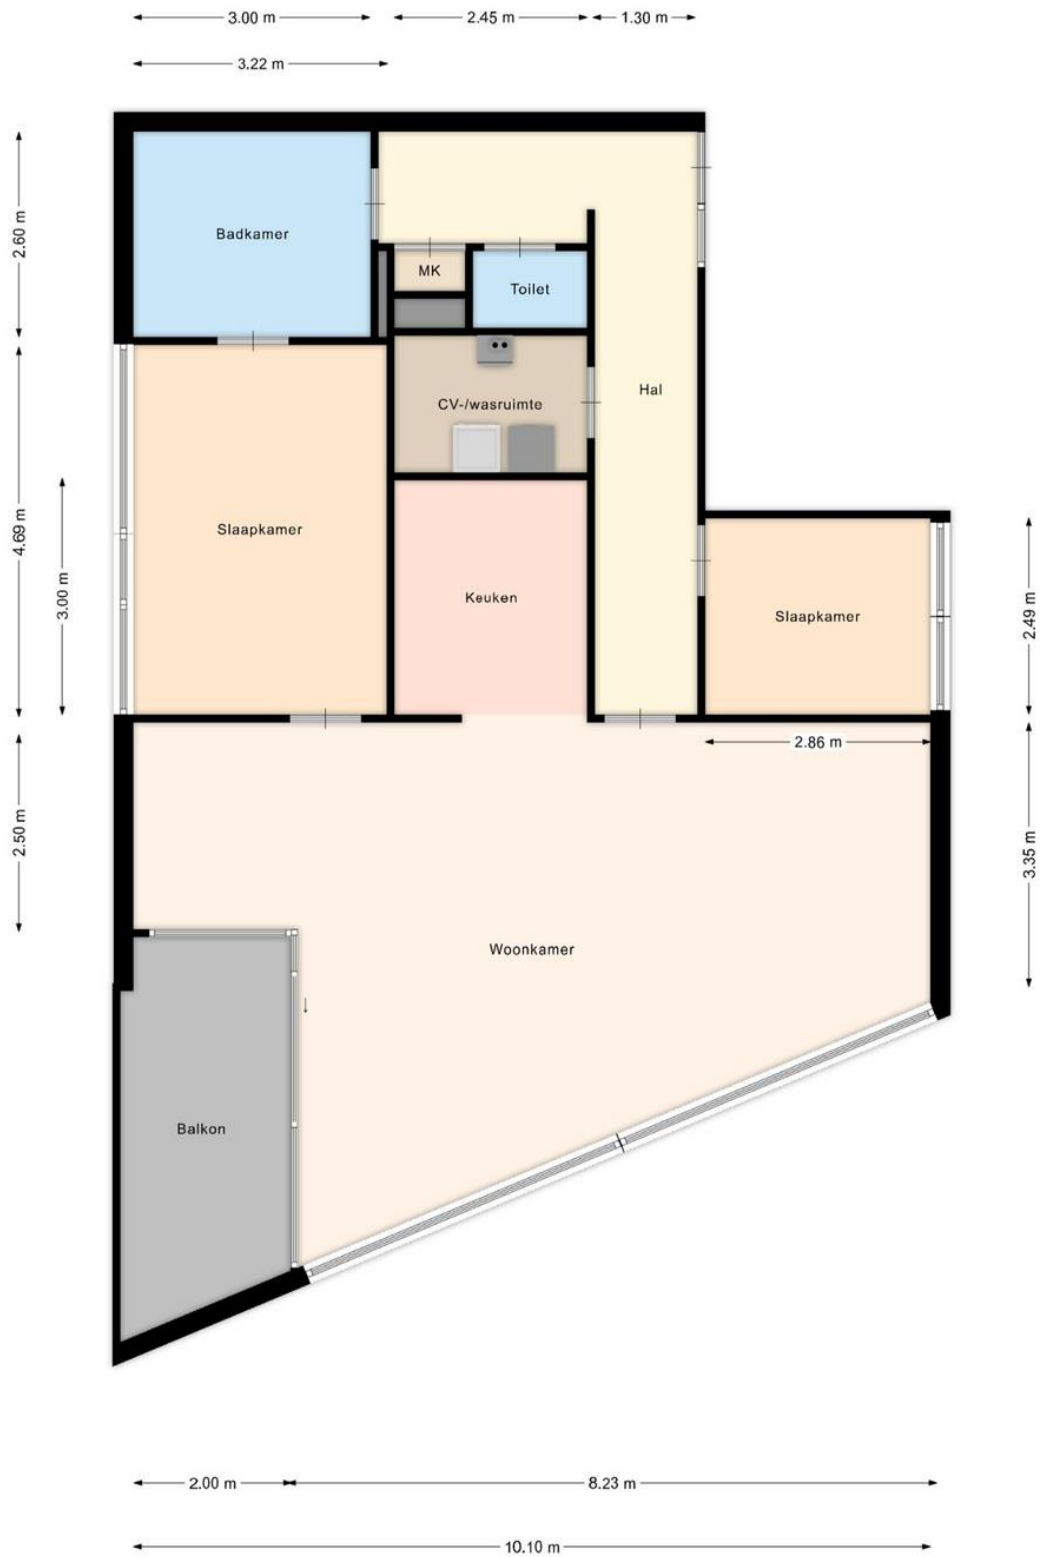 3.00 m
2.45 m
1.30 m
3.22 m
2.60 m
Badkamer
MK
Toilet
Hal
CV-/wasruimte
4.69 m
Slaapkamer
3.00 m
Keuken
Slaapkamer
2.49 m
2.86 m
2.50 m
3.35 m
Woonkamer
Balkon
2.00 m
8.23 m
10.10 m